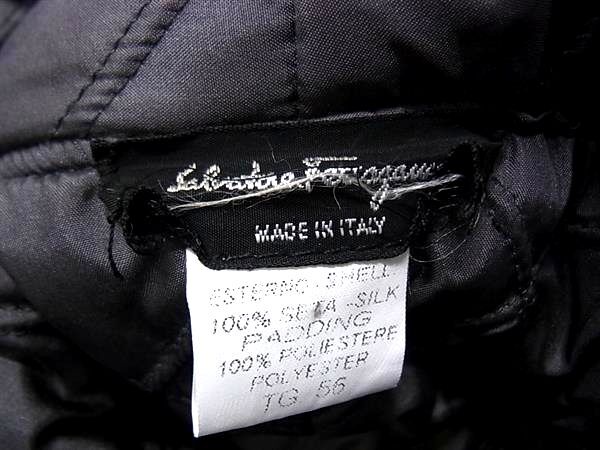 Salvatore Ferragamo
MADE IN ITALY
ESTERNO - SHELL
100% SETA - SILK
PADDING
100% POLIESTERE
POLYESTER
TG 56